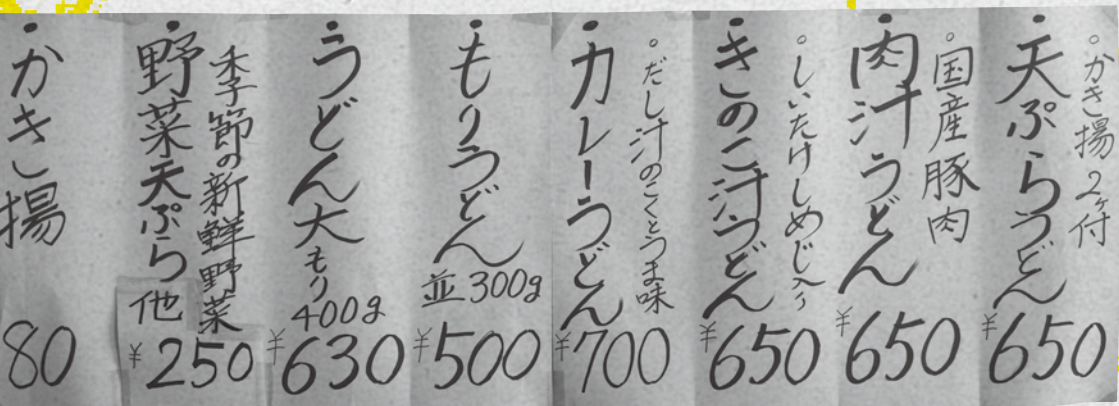 天ぷらうどん
。かき揚2ヶ付
¥650
肉汁うどん
。国産豚肉
¥650
きのこ汁うどん
。しいたけしめじ入り
¥650
カレーうどん
。だし汁のこくとうま味
¥700
もりうどん
並300g
¥500
うどん大もり
400g
¥630
季節の新鮮野菜
野菜天ぷら他
¥250
かき揚
80